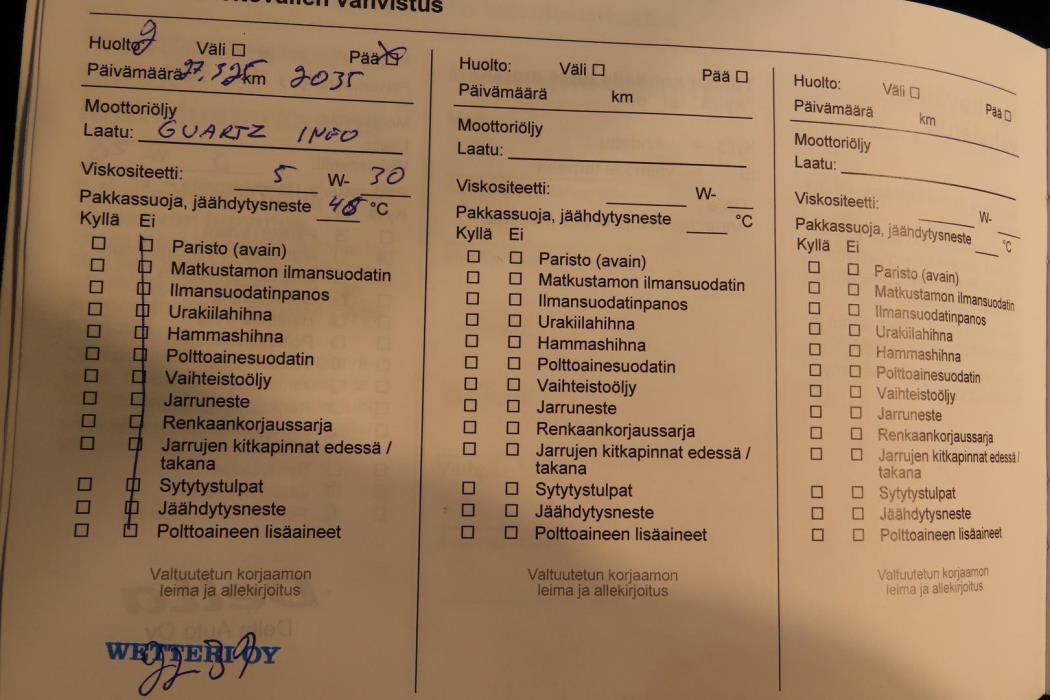 vahvistus
Huolto 9 Väli Pää
Päivämäärä 27,3 25 km 2035
Moottoriöljy
Laatu: GUARTZ INEO
Viskositeetti: 5 W- 30
Pakkassuoja, jäähdytysneste °C
Kyllä Ei
Paristo (avain)
Matkustamon ilmansuodatin
Ilmansuodatinpanos
Urakiilahihna
Hammashihna
Polttoainesuodatin
Vaihteistoöljy
Jarruneste
Renkaankorjaussarja
Jarrujen kitkapinnat edessä /
takana
Sytytystulpat
Jäähdytysneste
Polttoaineen lisäaineet
Valtuutetun korjaamon
leima ja allekirjoitus
WETTERI OY
Huolto: Väli Pää
Päivämäärä km
Moottoriöljy
Laatu:
Viskositeetti: W-
Pakkassuoja, jäähdytysneste °C
Kyllä Ei
Paristo (avain)
Matkustamon ilmansuodatin
Ilmansuodatinpanos
Urakiilahihna
Hammashihna
Polttoainesuodatin
Vaihteistoöljy
Jarruneste
Renkaankorjaussarja
Jarrujen kitkapinnat edessä /
takana
Sytytystulpat
Jäähdytysneste
Polttoaineen lisäaineet
Valtuutetun korjaamon
leima ja allekirjoitus
Huolto: Väli Pää
Päivämäärä km
Moottoriöljy
Laatu:
Viskositeetti: W-
Pakkassuoja, jäähdytysneste °C
Kyllä Ei
Paristo (avain)
Matkustamon ilmansuodatin
Ilmansuodatinpanos
Urakiilahihna
Hammashihna
Polttoainesuodatin
Vaihteistoöljy
Jarruneste
Renkaankorjaussarja
Jarrujen kitkapinnat edessä /
takana
Sytytystulpat
Jäähdytysneste
Polttoaineen lisäaineet
Valtuutetun korjaamon
leima ja allekirjoitus